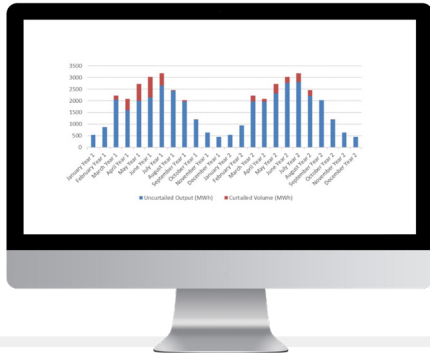 3500
3000
2500
2000
1500
1000
500
0
January Year 1
February Year 1
March Year 1
April Year 1
May Year 1
June Year 1
July Year 1
August Year 1
September Year 1
October Year 1
November Year 1
December Year 1
January Year 2
February Year 2
March Year 2
April Year 2
May Year 2
June Year 2
July Year 2
August Year 2
September Year 2
October Year 2
November Year 2
December Year 2
Uncurtailed Output (MWh)
Curtailed Volume (MWh)